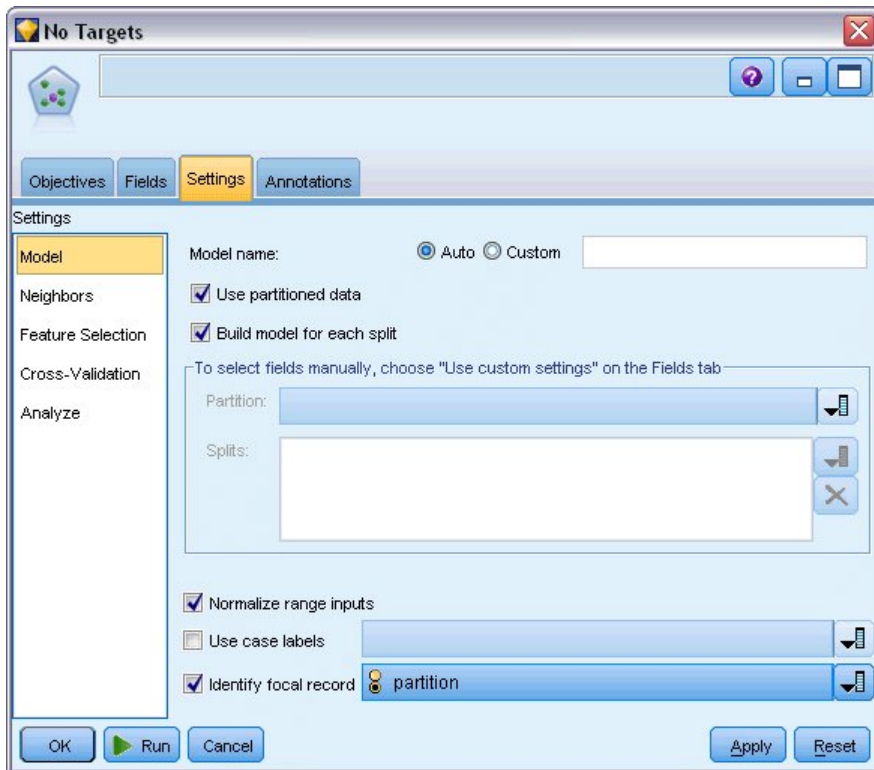 No Targets
Objectives Fields Settings Annotations
Settings
Model
Neighbors
Feature Selection
Cross-Validation
Analyze
Model name: Auto Custom
Use partitioned data
Build model for each split
To select fields manually, choose "Use custom settings" on the Fields tab
Partition:
Splits:
Normalize range inputs
Use case labels
Identify focal record partition
OK Run Cancel Apply Reset